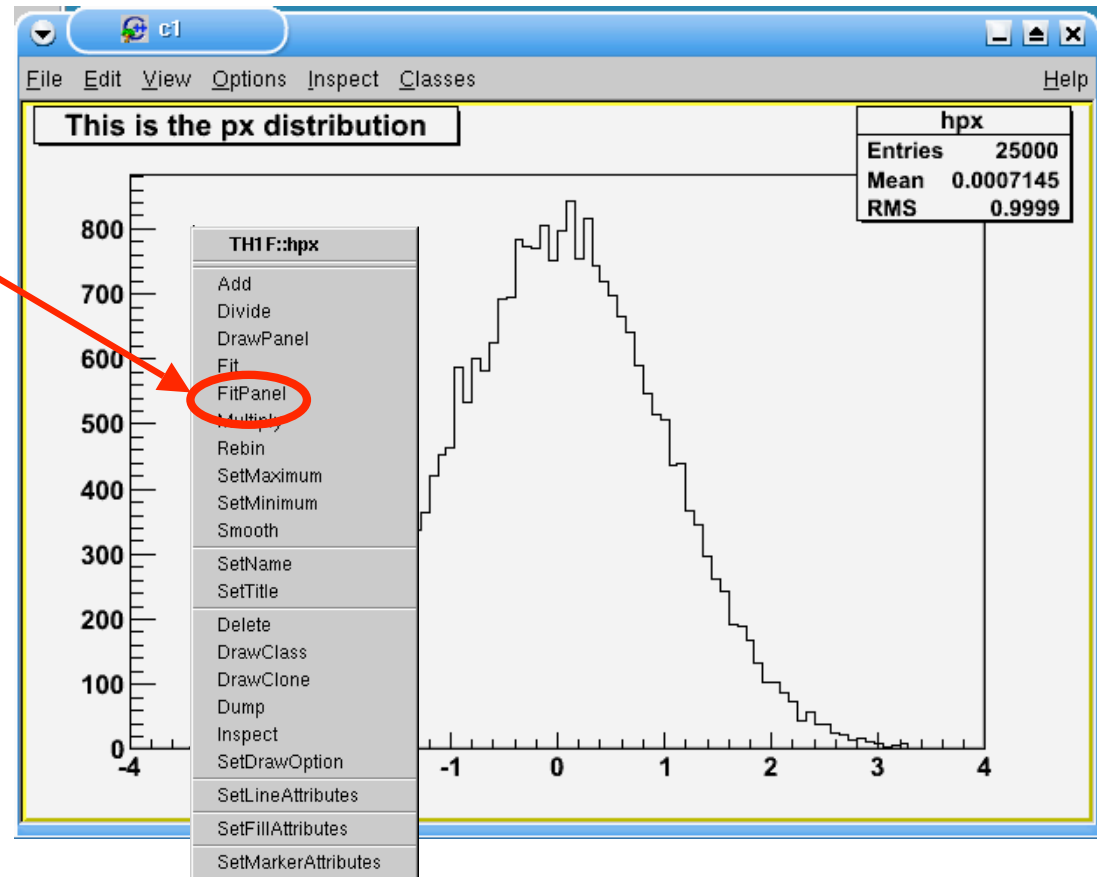 c1
File Edit View Options Inspect Classes Help
This is the px distribution
hpx
Entries 25000
Mean 0.0007145
RMS 0.9999
800
700
600
500
400
300
200
100
0
TH1F::hpx
Add
Divide
DrawPanel
Fit
FitPanel
Multiply
Rebin
SetMaximum
SetMinimum
Smooth
SetName
SetTitle
Delete
DrawClass
DrawClone
Dump
Inspect
SetDrawOption
SetLineAttributes
SetFillAttributes
SetMarkerAttributes
-4 -1 0 1 2 3 4